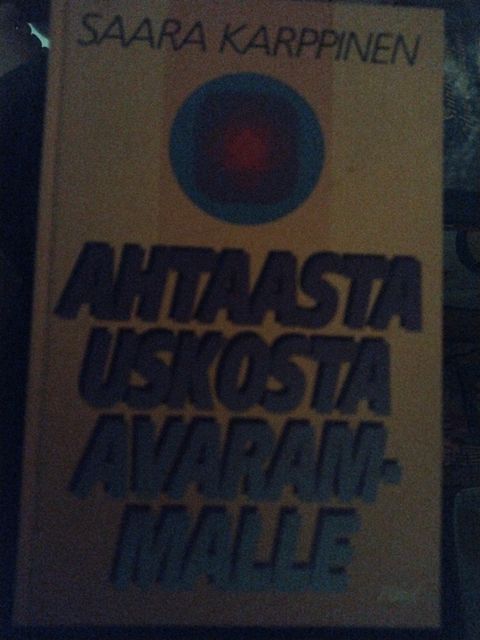 SAARA KARPPINEN
AHTAASTA
USKOSTA
AVARAM-
MALLE